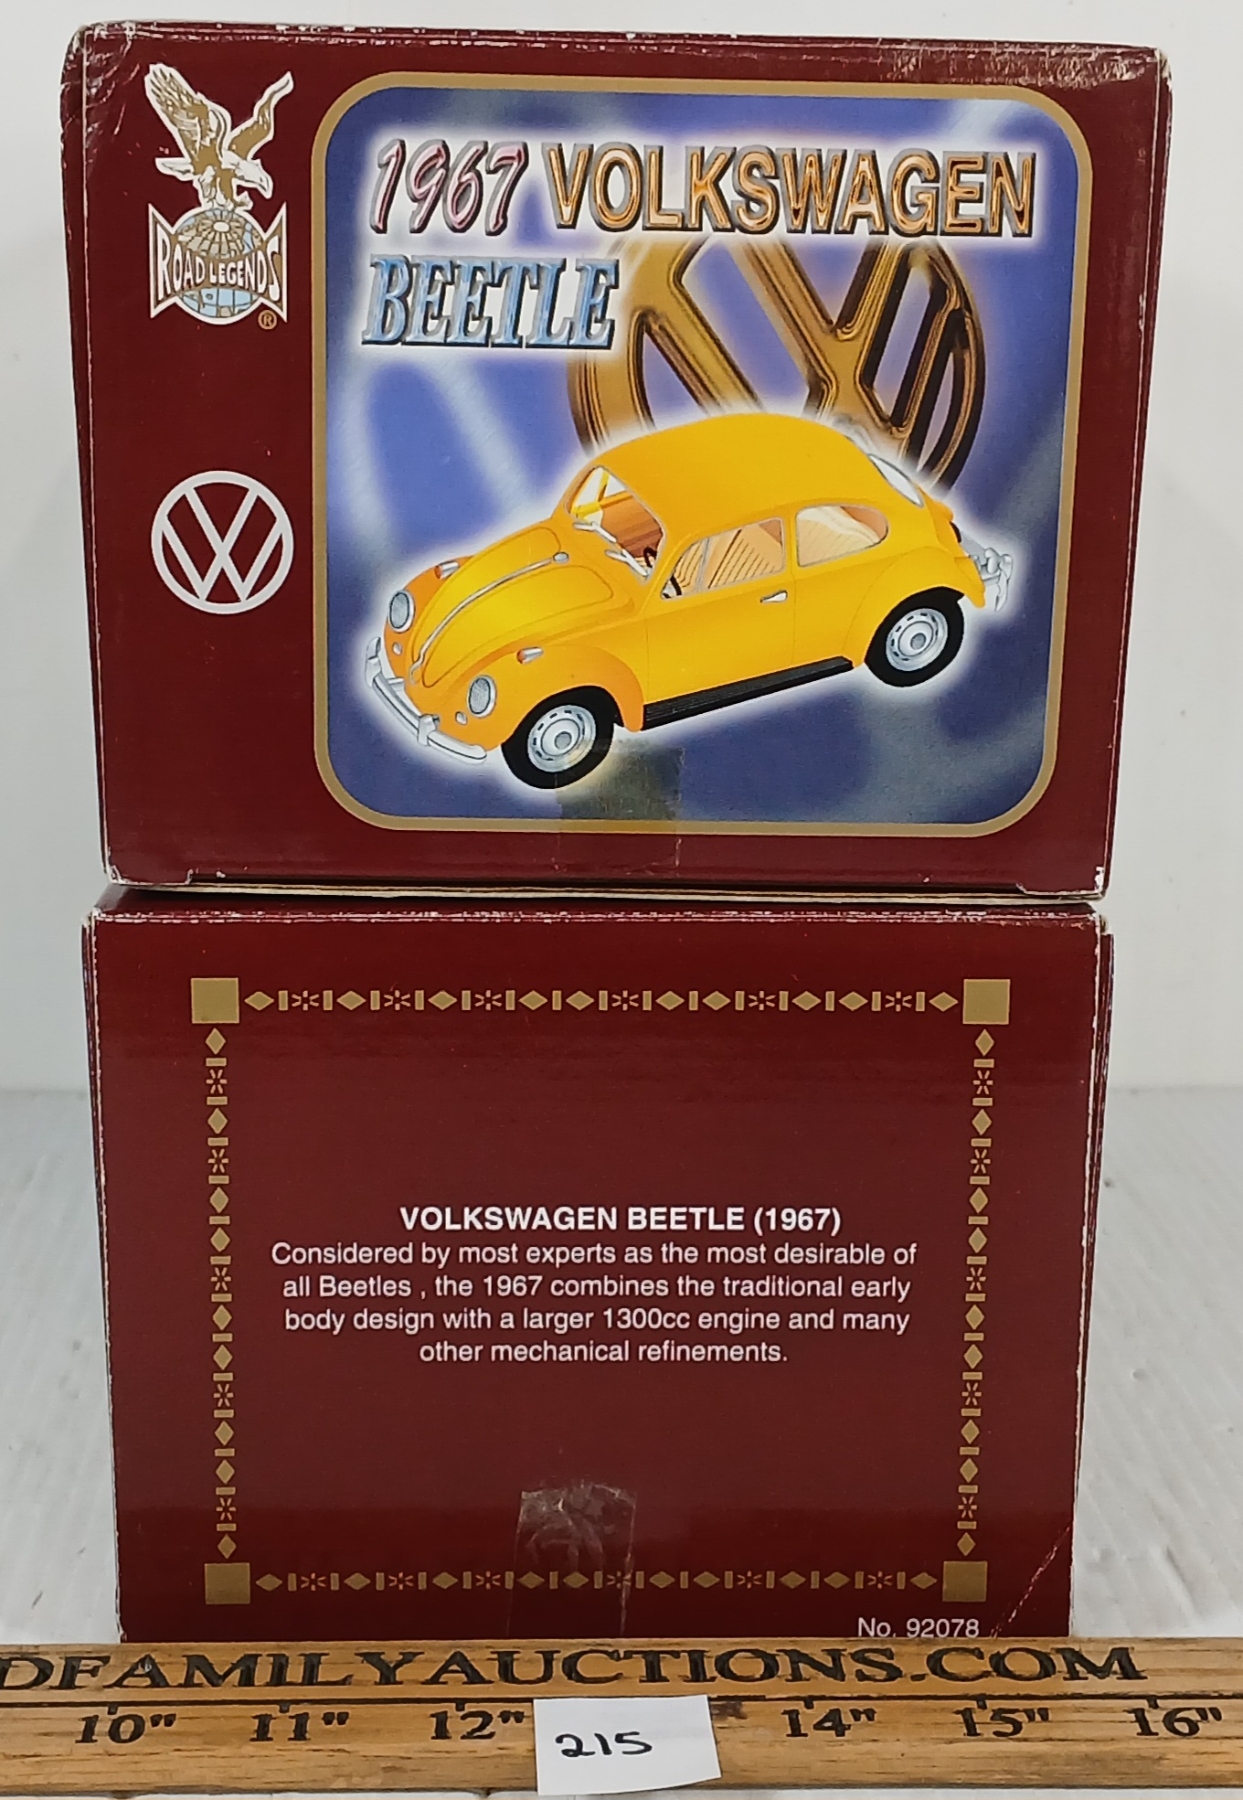 ROAD LEGENDS
®
1967 VOLKSWAGEN
BEETLE
VOLKSWAGEN BEETLE (1967)
Considered by most experts as the most desirable of
all Beetles , the 1967 combines the traditional early
body design with a larger 1300cc engine and many
other mechanical refinements.
No. 92078
DFAMILYAUCTIONS.COM
10" 11" 12" 14" 15" 16"
215